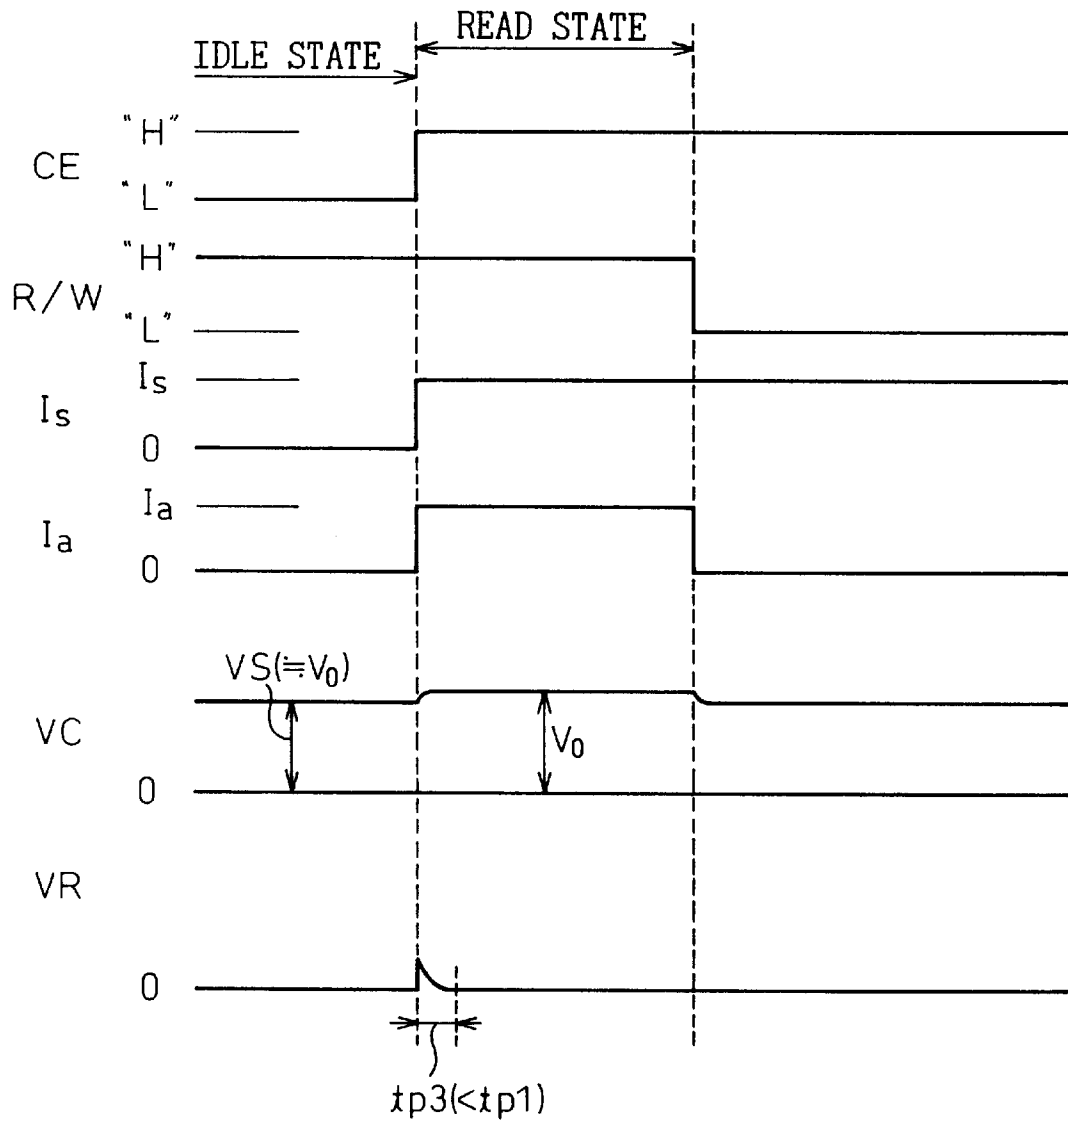 READ STATE
IDLE STATE
"H"
CE
"L"
"H"
R/W
"L"
Is
Is
0
Ia
Ia
0
VS(≒V0)
VC
V0
0
VR
0
tp3(<tp1)